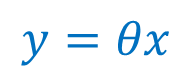 y = θx